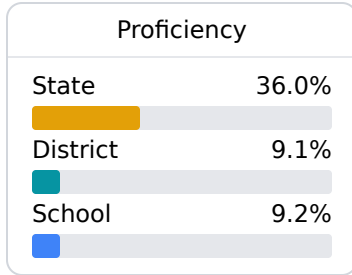 Proficiency
State 36.0%
District 9.1%
School 9.2%